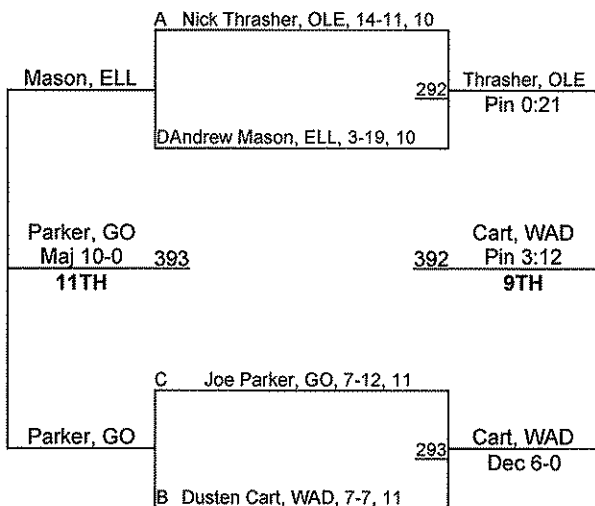 A Nick Thrasher, OLE, 14-11, 10
Mason, ELL
292
Thrasher, OLE
Pin 0:21
DAndrew Mason, ELL, 3-19, 10
Parker, GO
Maj 10-0
393
11TH
392
Cart, WAD
Pin 3:12
9TH
C Joe Parker, GO, 7-12, 11
Parker, GO
293
Cart, WAD
Dec 6-0
B Dusten Cart, WAD, 7-7, 11